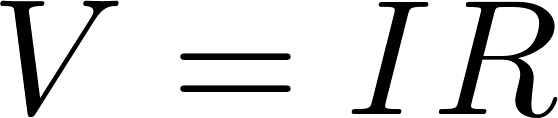 V = IR